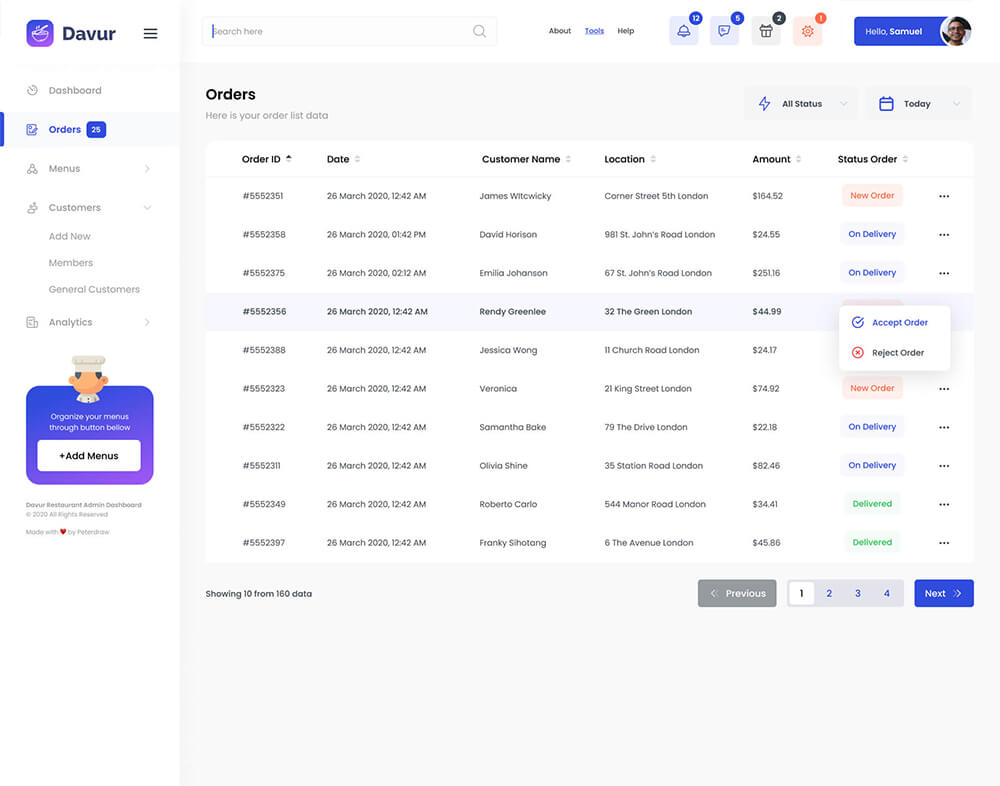 Davur
Search here
About Tools Help
12 5 2 !
Hello, Samuel
Dashboard
Orders 25
Menus
Customers
Add New
Members
General Customers
Analytics
Organize your menus
through button bellow
+Add Menus
Davur Restaurant Admin Dashboard
© 2020 All Rights Reserved
Made with ❤ by Peterdraw
Orders
Here is your order list data
All Status
Today
Order ID Date Customer Name Location Amount Status Order
#5552351 26 March 2020, 12:42 AM James WItcwicky Corner Street 5th London $164.52 New Order
#5552358 26 March 2020, 01:42 PM David Horison 981 St. John's Road London $24.55 On Delivery
#5552375 26 March 2020, 02:12 AM Emilia Johanson 67 St. John's Road London $251.16 On Delivery
#5552356 26 March 2020, 12:42 AM Rendy Greenlee 32 The Green London $44.99
Accept Order
Reject Order
#5552388 26 March 2020, 12:42 AM Jessica Wong 11 Church Road London $24.17
#5552323 26 March 2020, 12:42 AM Veronica 21 King Street London $74.92 New Order
#5552322 26 March 2020, 12:42 AM Samantha Bake 79 The Drive London $22.18 On Delivery
#5552311 26 March 2020, 12:42 AM Olivia Shine 35 Station Road London $82.46 On Delivery
#5552349 26 March 2020, 12:42 AM Roberto Carlo 544 Manor Road London $34.41 Delivered
#5552397 26 March 2020, 12:42 AM Franky Sihotang 6 The Avenue London $45.86 Delivered
Showing 10 from 160 data
Previous 1 2 3 4 Next